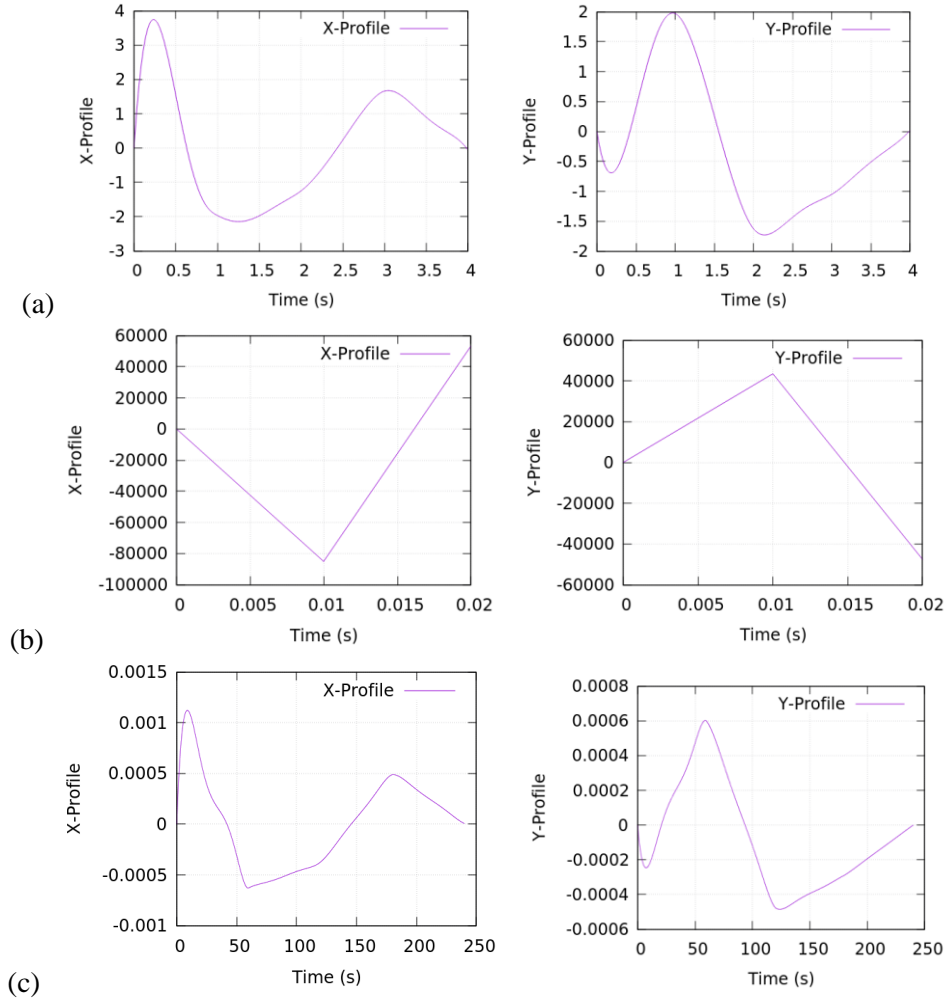 4
3
2
1
0
-1
-2
-3
X-Profile
X-Profile
0 0.5 1 1.5 2 2.5 3 3.5 4
Time (s)
2
1.5
1
0.5
0
-0.5
-1
-1.5
-2
Y-Profile
Y-Profile
0 0.5 1 1.5 2 2.5 3 3.5 4
Time (s)
(a)
60000
40000
20000
0
-20000
-40000
-60000
-80000
-100000
X-Profile
X-Profile
0 0.005 0.01 0.015 0.02
Time (s)
60000
40000
20000
0
-20000
-40000
-60000
Y-Profile
Y-Profile
0 0.005 0.01 0.015 0.02
Time (s)
(b)
0.0015
0.001
0.0005
0
-0.0005
-0.001
X-Profile
X-Profile
0 50 100 150 200 250
Time (s)
0.0008
0.0006
0.0004
0.0002
0
-0.0002
-0.0004
-0.0006
Y-Profile
Y-Profile
0 50 100 150 200 250
Time (s)
(c)